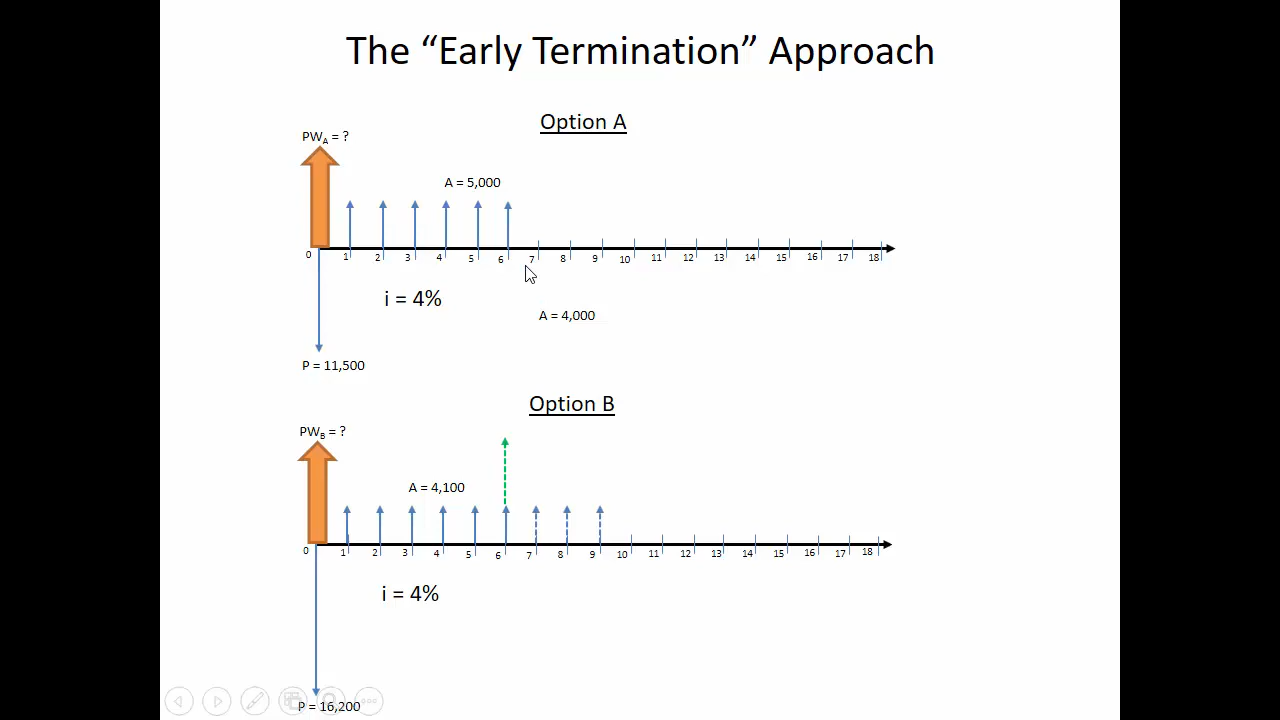 The “Early Termination” Approach
Option A
PWA = ?
A = 5,000
0 1 2 3 4 5 6 7 8 9 10 11 12 13 14 15 16 17 18
i = 4%
A = 4,000
P = 11,500
Option B
PWB = ?
A = 4,100
0 1 2 3 4 5 6 7 8 9 10 11 12 13 14 15 16 17 18
i = 4%
P = 16,200